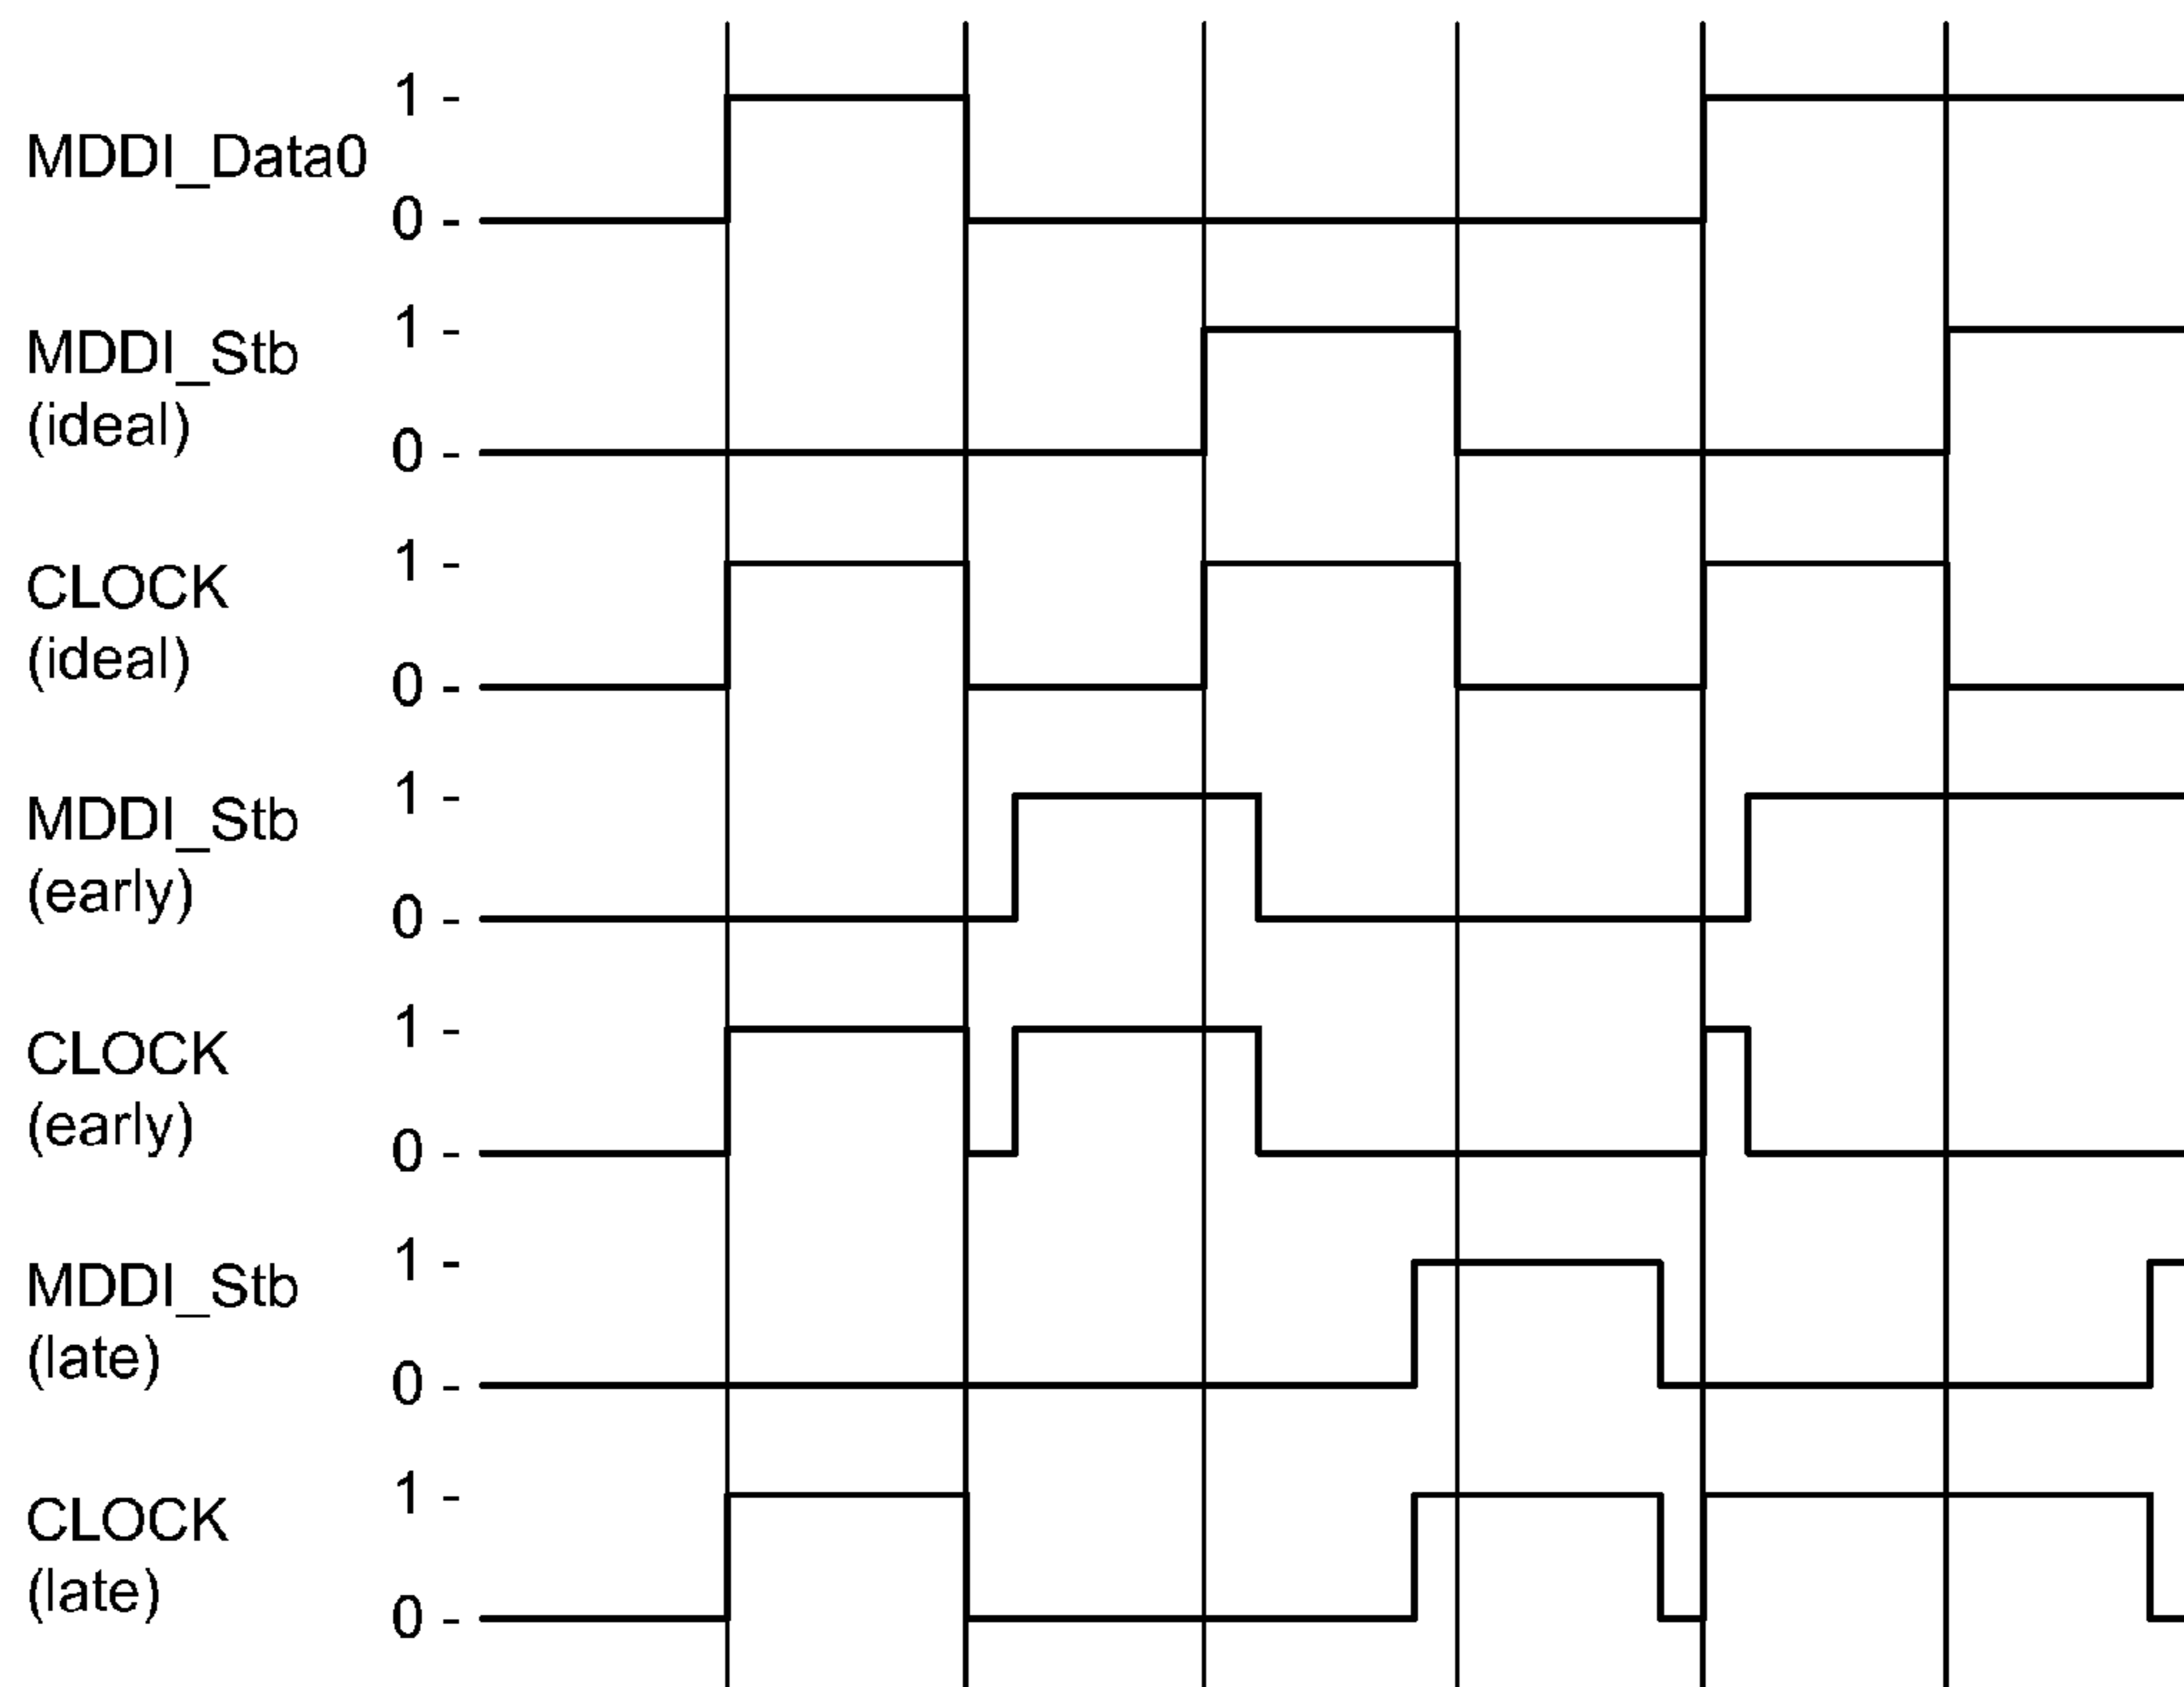 1 -
MDDI_Data0
0 -
1 -
MDDI_Stb
(ideal)
0 -
1 -
CLOCK
(ideal)
0 -
1 -
MDDI_Stb
(early)
0 -
1 -
CLOCK
(early)
0 -
1 -
MDDI_Stb
(late)
0 -
1 -
CLOCK
(late)
0 -